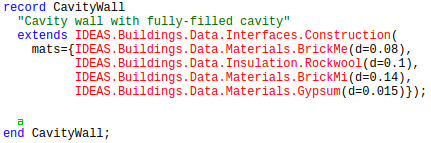 record CavityWall
"Cavity wall with fully-filled cavity"
extends IDEAS.Buildings.Data.Interfaces.Construction(
mats={IDEAS.Buildings.Data.Materials.BrickMe(d=0.08),
IDEAS.Buildings.Data.Insulation.Rockwool(d=0.1),
IDEAS.Buildings.Data.Materials.BrickMi(d=0.14),
IDEAS.Buildings.Data.Materials.Gypsum(d=0.015)});
a
end CavityWall;